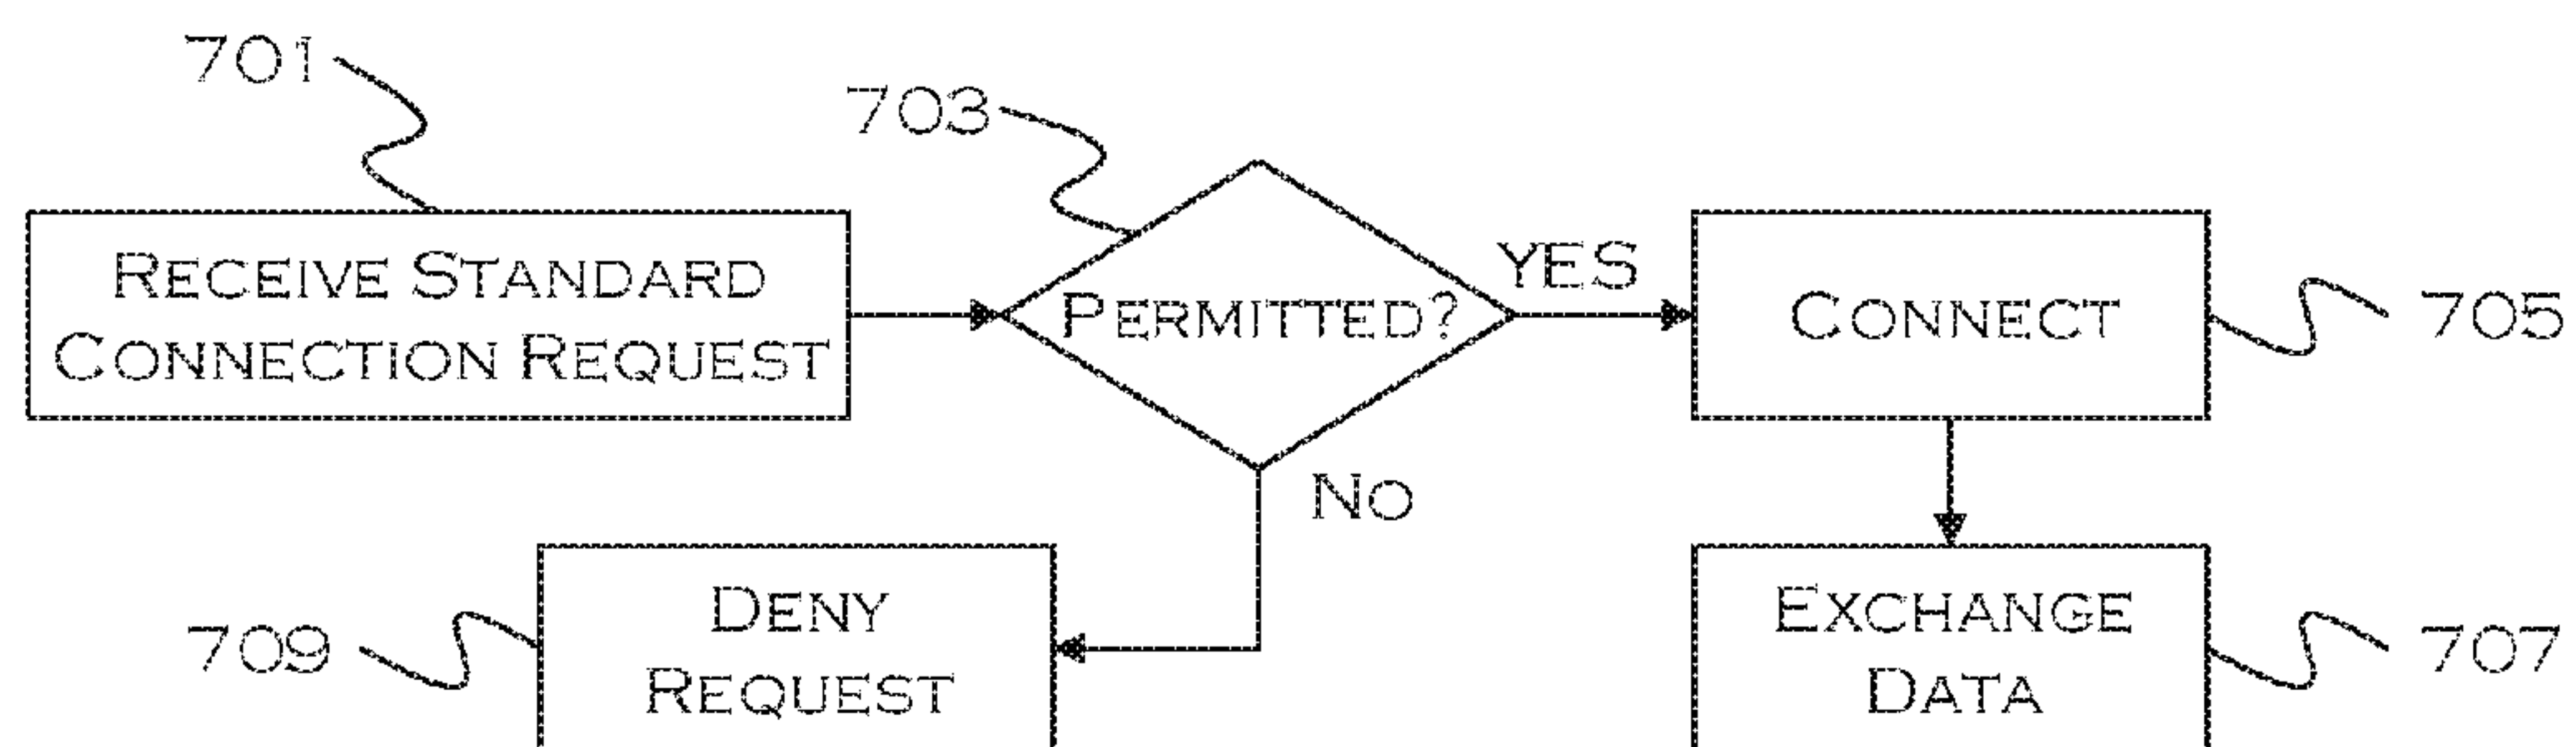 701
703
RECEIVE STANDARD
CONNECTION REQUEST
PERMITTED?
YES
CONNECT
705
NO
709
DENY
REQUEST
EXCHANGE
DATA
707